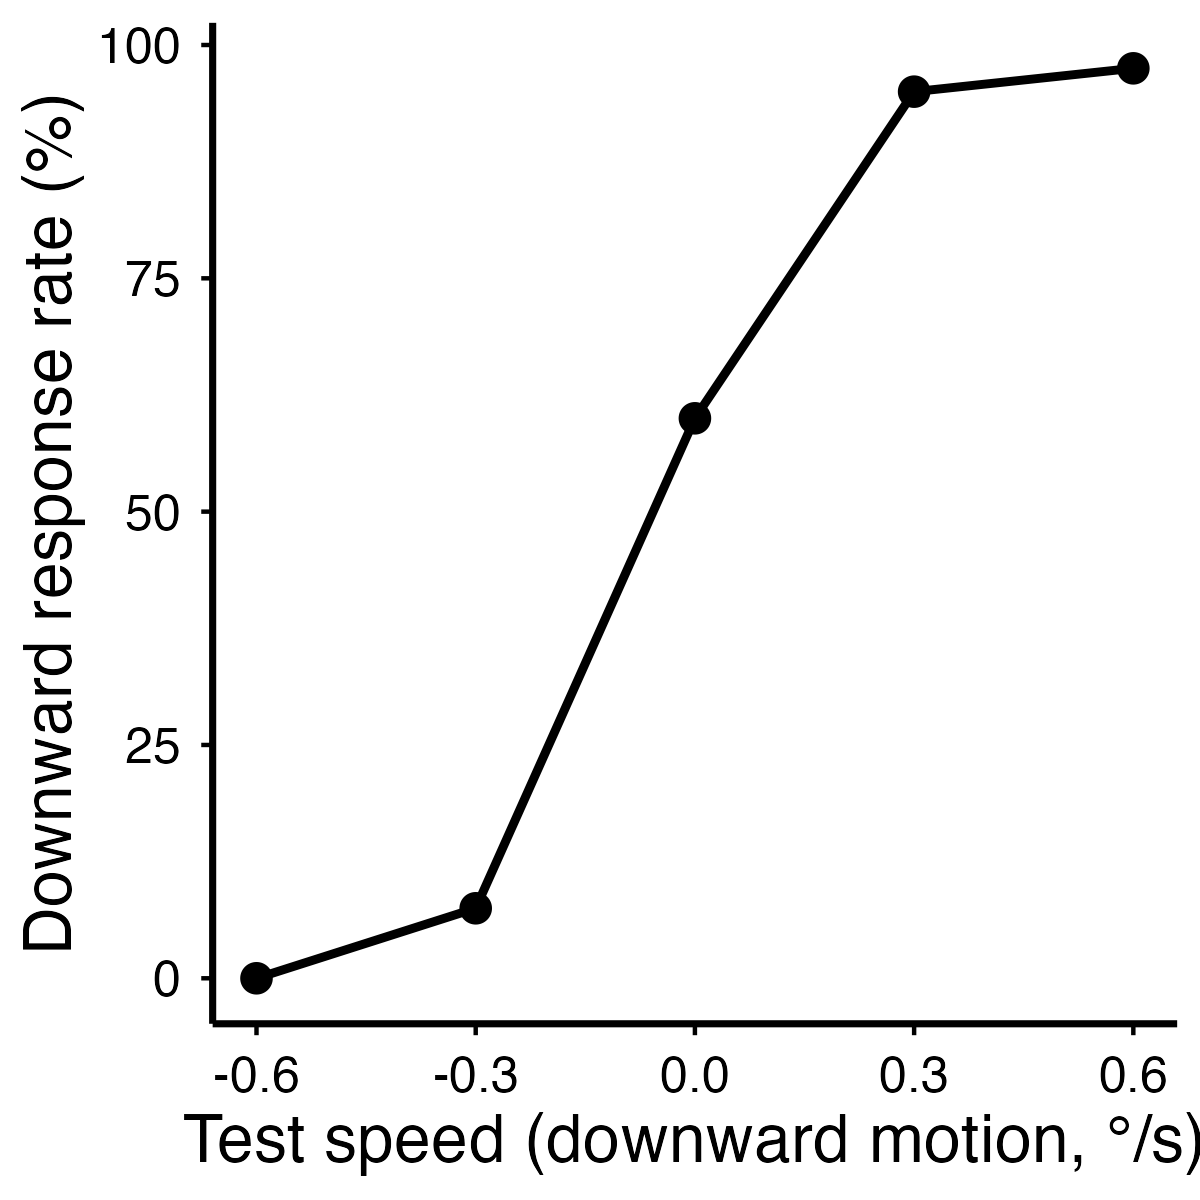 Downward response rate (%)
100
75
50
25
0
-0.6 -0.3 0.0 0.3 0.6
Test speed (downward motion, °/s)